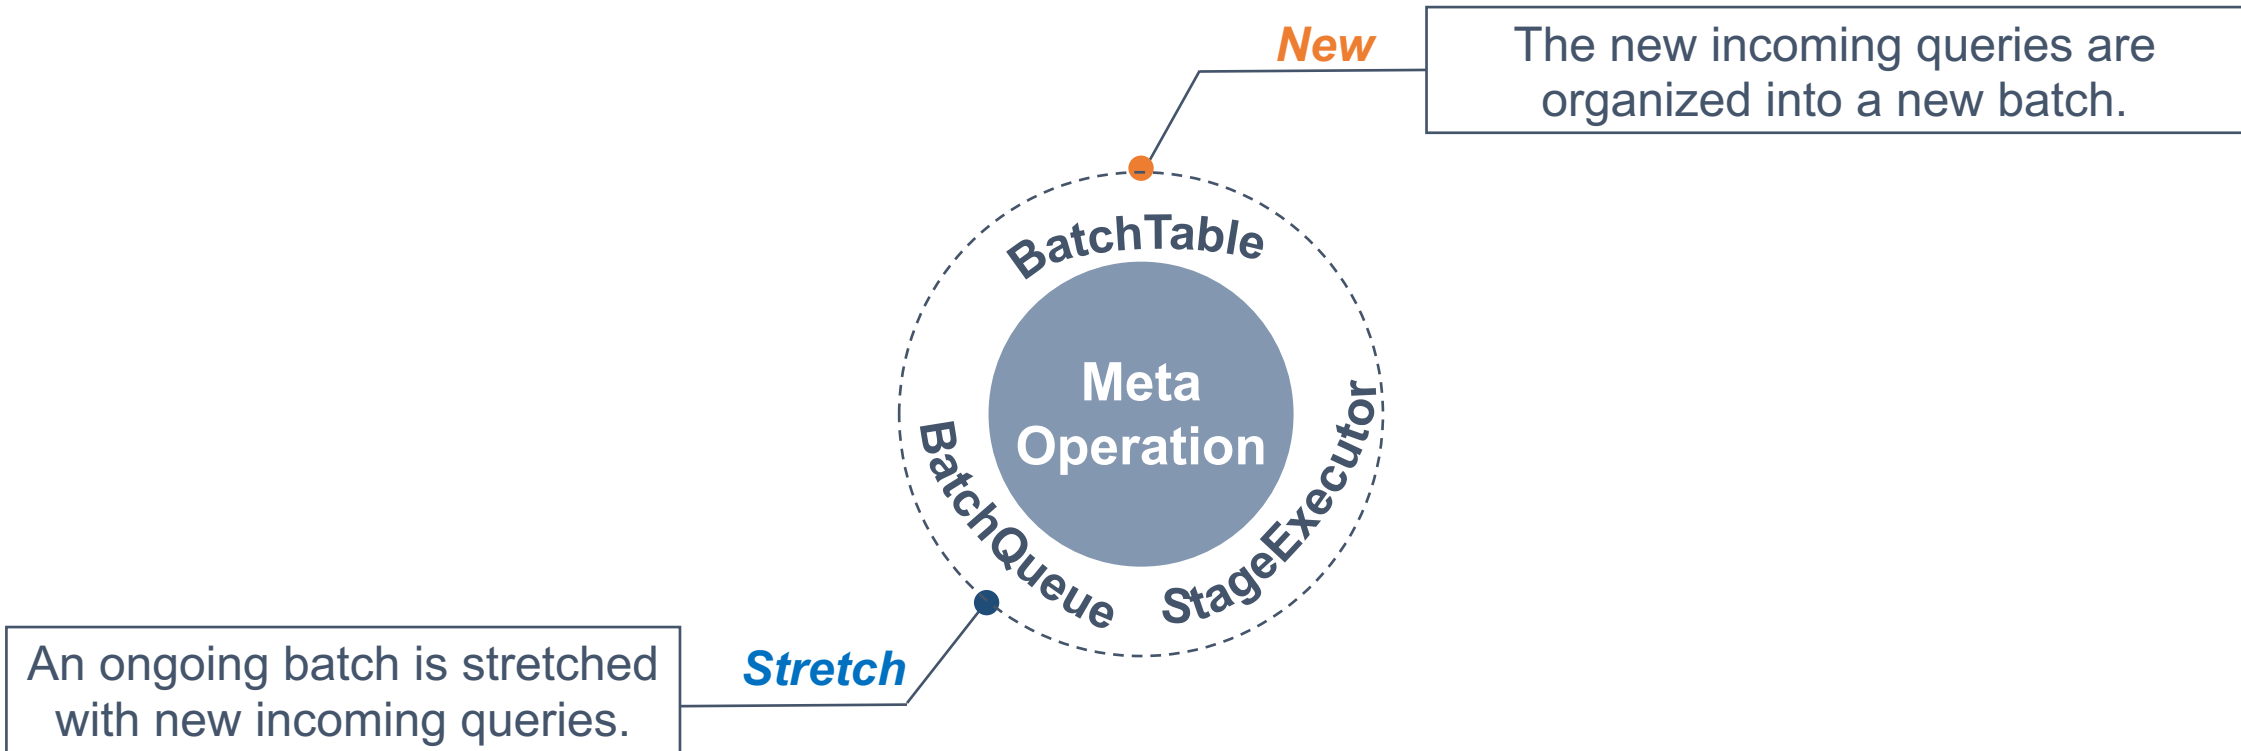 New
The new incoming queries are
organized into a new batch.
BatchTable
Meta
Operation
BatchQueue
StageExecutor
Stretch
An ongoing batch is stretched
with new incoming queries.